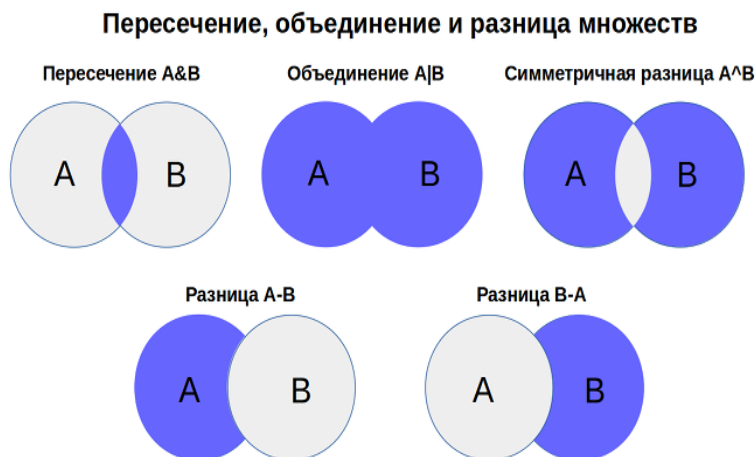 Пересечение, объединение и разница множеств
Пересечение A&B
Объединение A|B
Симметричная разница A^B
A B
A B
A B
Разница A-B
Разница B-A
A B
A B